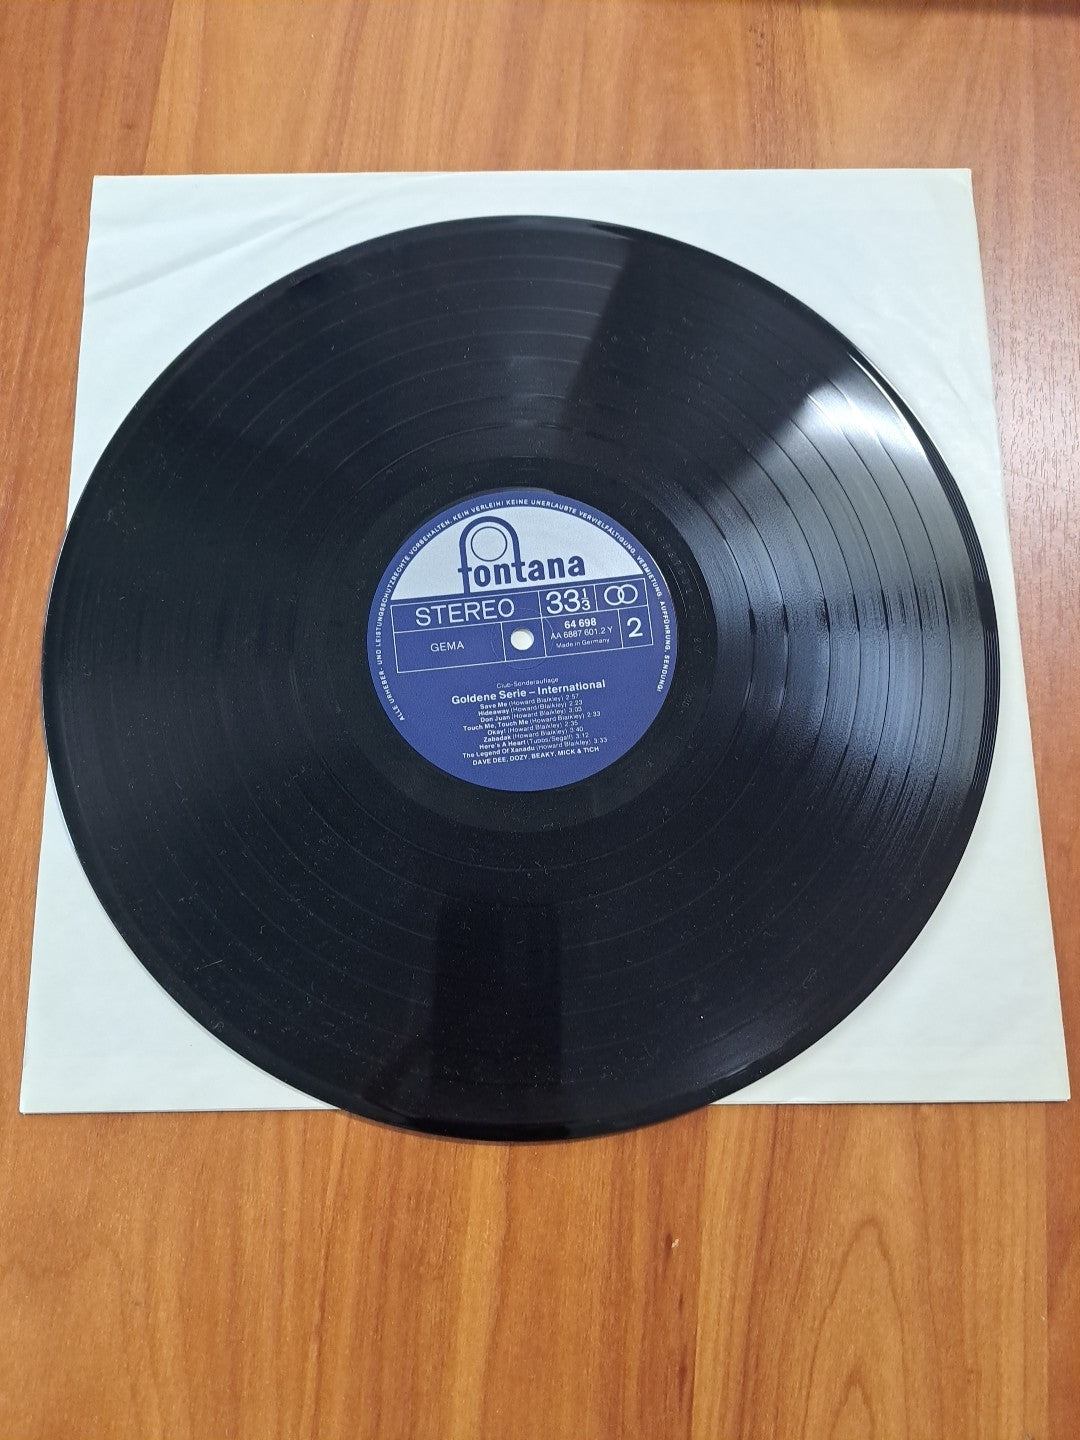 ALLE URHEBER- UND LEISTUNGSSCHUTZRECHTE VORBEHALTEN. KEIN VERLEIH! KEINE UNERLAUBTE VERVIELFÄLTIGUNG, VERMIETUNG, AUFFÜHRUNG, SENDUNG!
fontana
STEREO
33 1/3
GEMA
64 698
AA 6887 601.2 Y
Made in Germany
2
Club-Sonderauflage
Goldene Serie – International
Save Me (Howard Blaikley) 2:57
Hideaway (Howard/Blaikley) 2:23
Don Juan (Howard Blaikley) 3:03
Touch Me, Touch Me (Howard Blaikley) 2:33
Okay! (Howard Blaikley) 2:35
Zabadak (Howard Blaikley) 3:40
Here's A Heart (Tubbs/Segal!) 3:12
The Legend Of Xanadu (Howard Blaikley) 3:33
DAVE DEE, DOZY, BEAKY, MICK & TICH